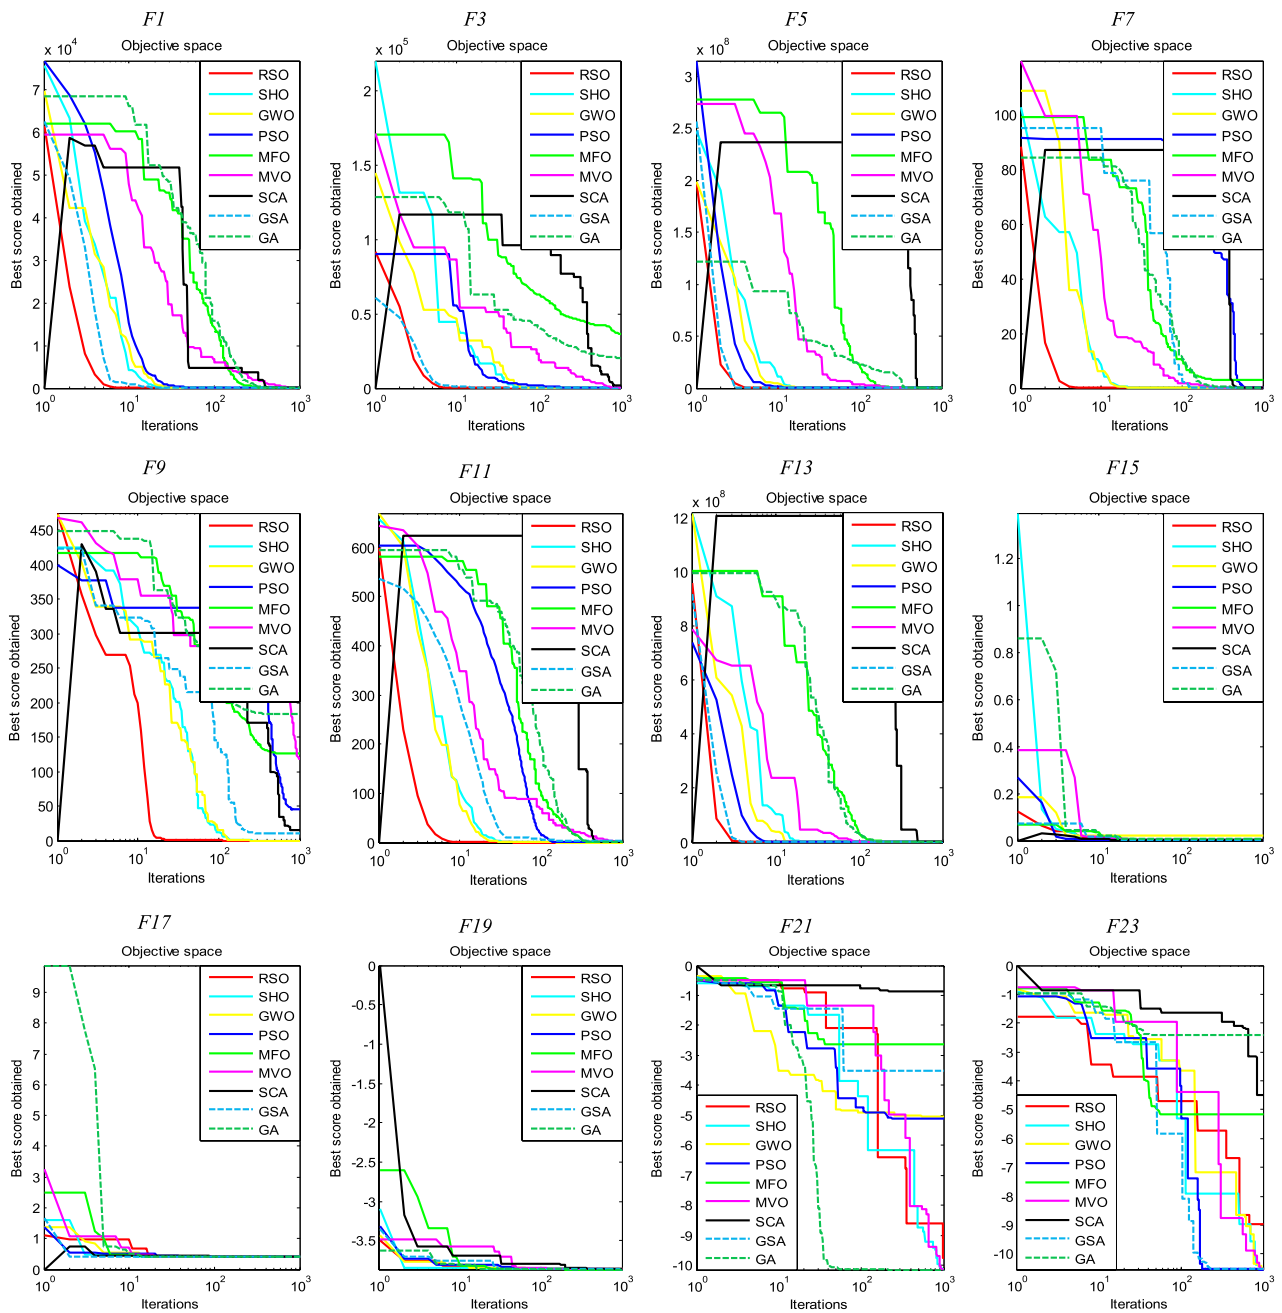 F1 F3 F5 F7
Objective space Objective space Objective space Objective space
x 10^4
Best score obtained
7
6
5
4
3
2
1
0
10^0 10^1 10^2 10^3
Iterations
RSO
SHO
GWO
PSO
MFO
MVO
SCA
GSA
GA
x 10^5
Best score obtained
2
1.5
1
0.5
0
10^0 10^1 10^2 10^3
Iterations
RSO
SHO
GWO
PSO
MFO
MVO
SCA
GSA
GA
x 10^8
Best score obtained
3
2.5
2
1.5
1
0.5
0
10^0 10^1 10^2 10^3
Iterations
RSO
SHO
GWO
PSO
MFO
MVO
SCA
GSA
GA
Best score obtained
100
80
60
40
20
0
10^0 10^1 10^2 10^3
Iterations
RSO
SHO
GWO
PSO
MFO
MVO
SCA
GSA
GA
F9 F11 F13 F15
Objective space Objective space Objective space Objective space
Best score obtained
450
400
350
300
250
200
150
100
50
0
10^0 10^1 10^2 10^3
Iterations
RSO
SHO
GWO
PSO
MFO
MVO
SCA
GSA
GA
Best score obtained
600
500
400
300
200
100
0
10^0 10^1 10^2 10^3
Iterations
RSO
SHO
GWO
PSO
MFO
MVO
SCA
GSA
GA
x 10^8
Best score obtained
12
10
8
6
4
2
0
10^0 10^1 10^2 10^3
Iterations
RSO
SHO
GWO
PSO
MFO
MVO
SCA
GSA
GA
Best score obtained
1.2
1
0.8
0.6
0.4
0.2
0
10^0 10^1 10^2 10^3
Iterations
RSO
SHO
GWO
PSO
MFO
MVO
SCA
GSA
GA
F17 F19 F21 F23
Objective space Objective space Objective space Objective space
Best score obtained
9
8
7
6
5
4
3
2
1
0
10^0 10^1 10^2 10^3
Iterations
RSO
SHO
GWO
PSO
MFO
MVO
SCA
GSA
GA
Best score obtained
0
-0.5
-1
-1.5
-2
-2.5
-3
-3.5
10^0 10^1 10^2 10^3
Iterations
RSO
SHO
GWO
PSO
MFO
MVO
SCA
GSA
GA
Best score obtained
0
-1
-2
-3
-4
-5
-6
-7
-8
-9
-10
10^0 10^1 10^2 10^3
Iterations
RSO
SHO
GWO
PSO
MFO
MVO
SCA
GSA
GA
Best score obtained
0
-1
-2
-3
-4
-5
-6
-7
-8
-9
-10
10^0 10^1 10^2 10^3
Iterations
RSO
SHO
GWO
PSO
MFO
MVO
SCA
GSA
GA